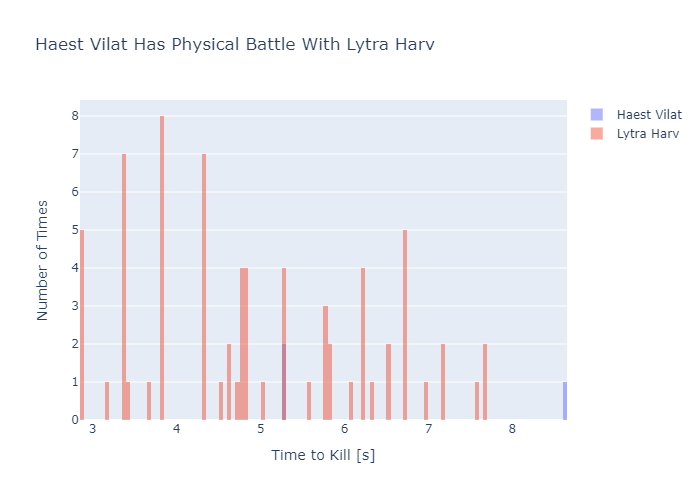 Haest Vilat Has Physical Battle With Lytra Harv
Haest Vilat
Lytra Harv
8
7
6
5
4
3
2
1
0
Number of Times
3 4 5 6 7 8
Time to Kill [s]